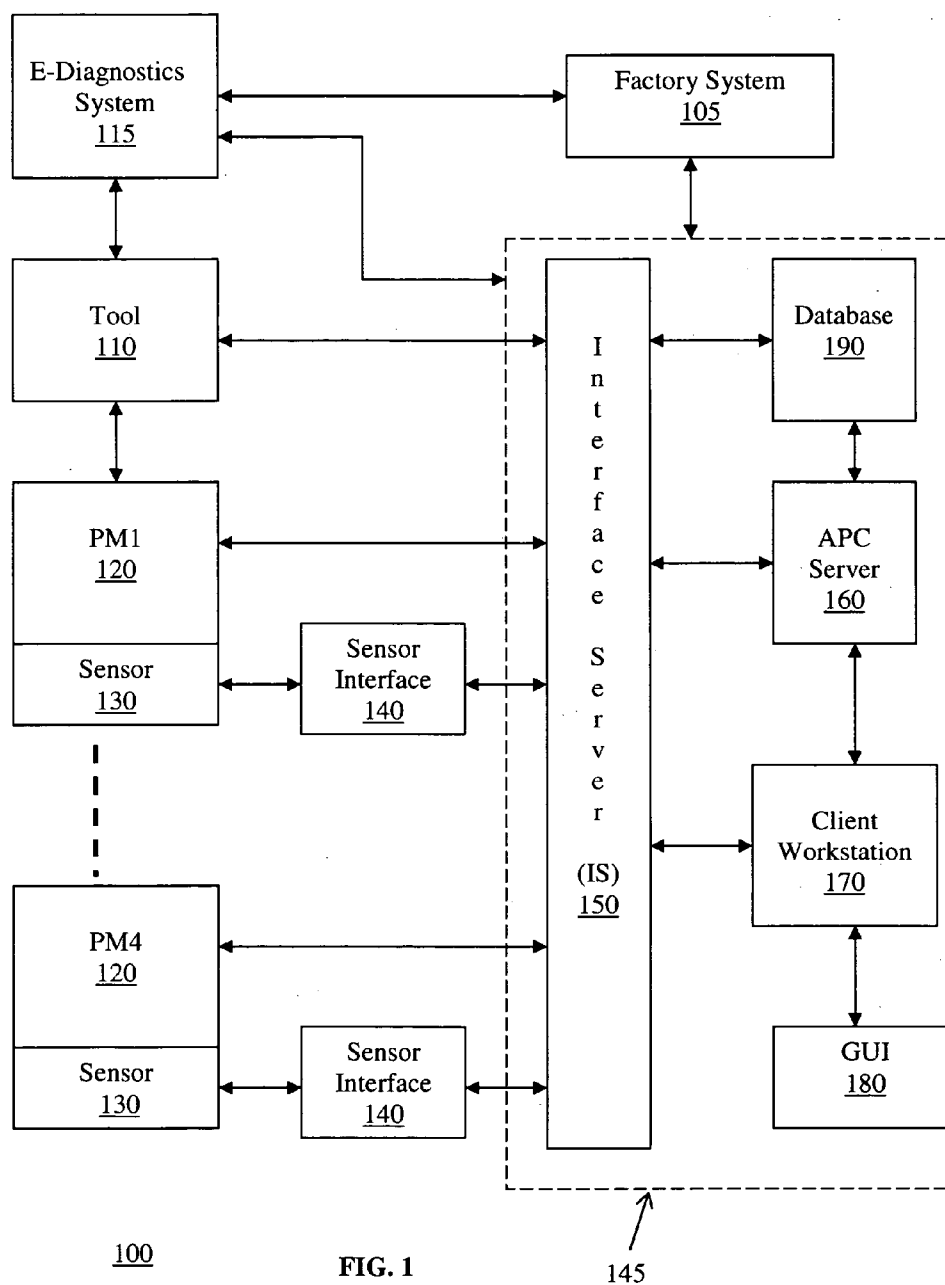 E-Diagnostics
System
115
Factory System
105
Tool
110
Database
190
Interface Server
(IS)
150
PM1
120
APC
Server
160
Sensor
130
Sensor
Interface
140
Client
Workstation
170
PM4
120
Sensor
130
Sensor
Interface
140
GUI
180
100
FIG. 1
145